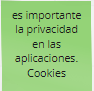 es importante
la privacidad
en las
aplicaciones.
Cookies